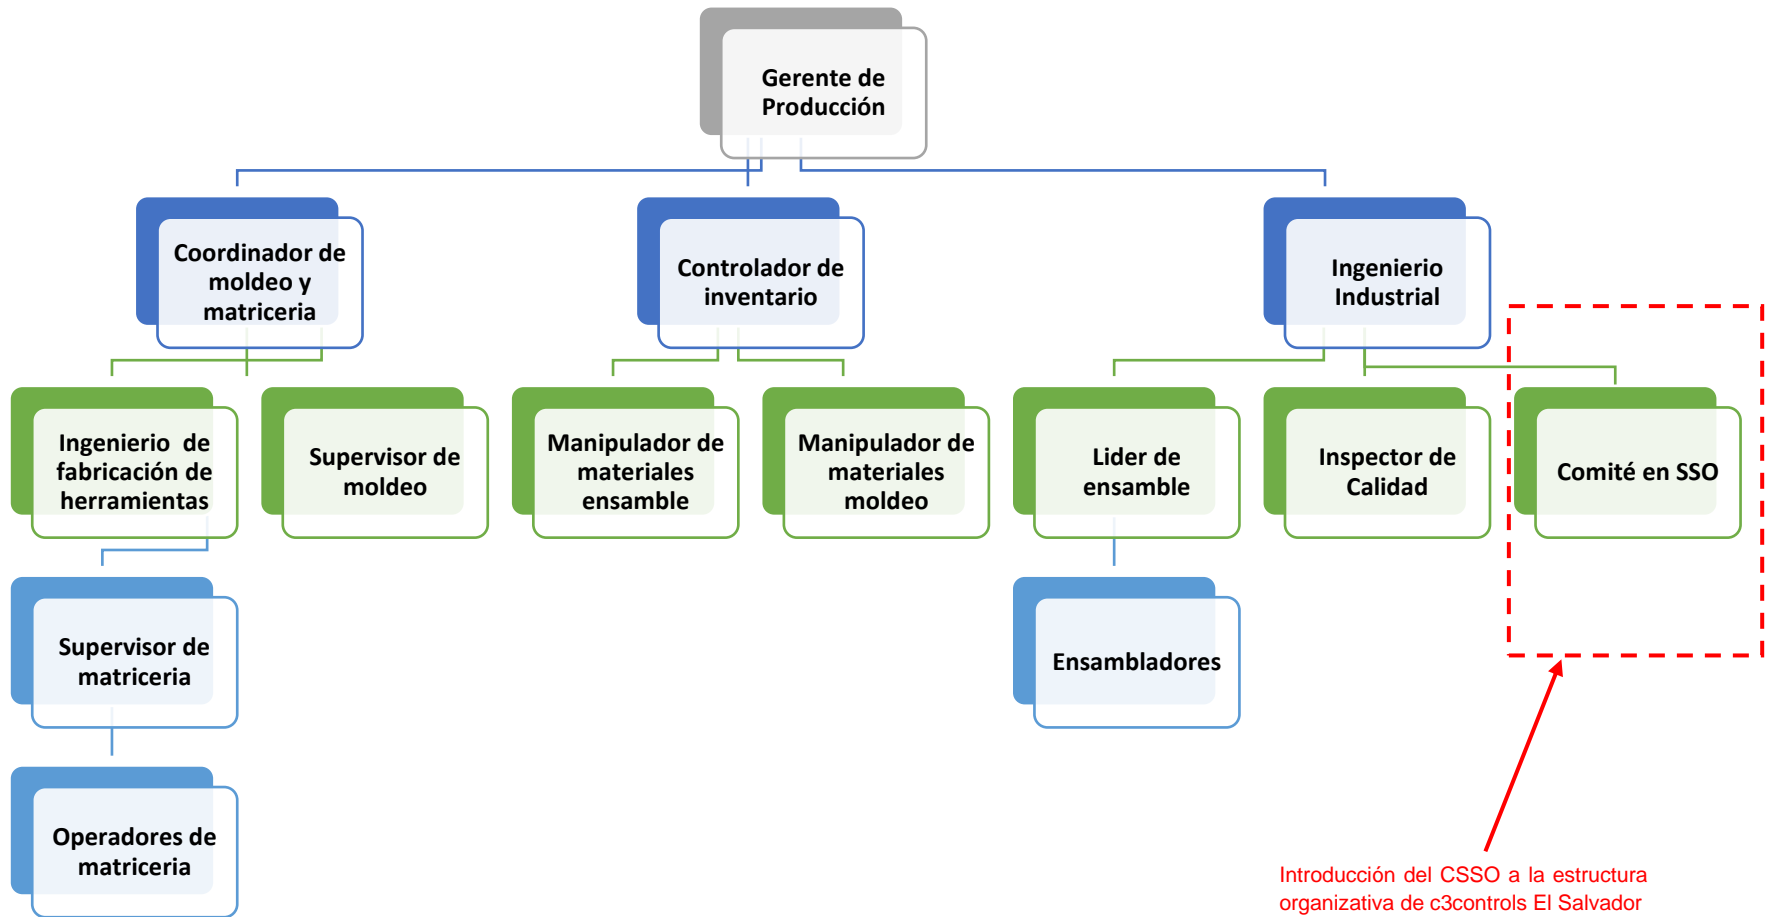 Gerente de
Producción
Coordinador de
moldeo y
matriceria
Controlador de
inventario
Ingenierio
Industrial
Ingenierio de
fabricación de
herramientas
Supervisor de
moldeo
Manipulador de
materiales
ensamble
Manipulador de
materiales
moldeo
Lider de
ensamble
Inspector de
Calidad
Comité en SSO
Supervisor de
matriceria
Ensambladores
Operadores de
matriceria
Introducción del CSSO a la estructura
organizativa de c3controls El Salvador